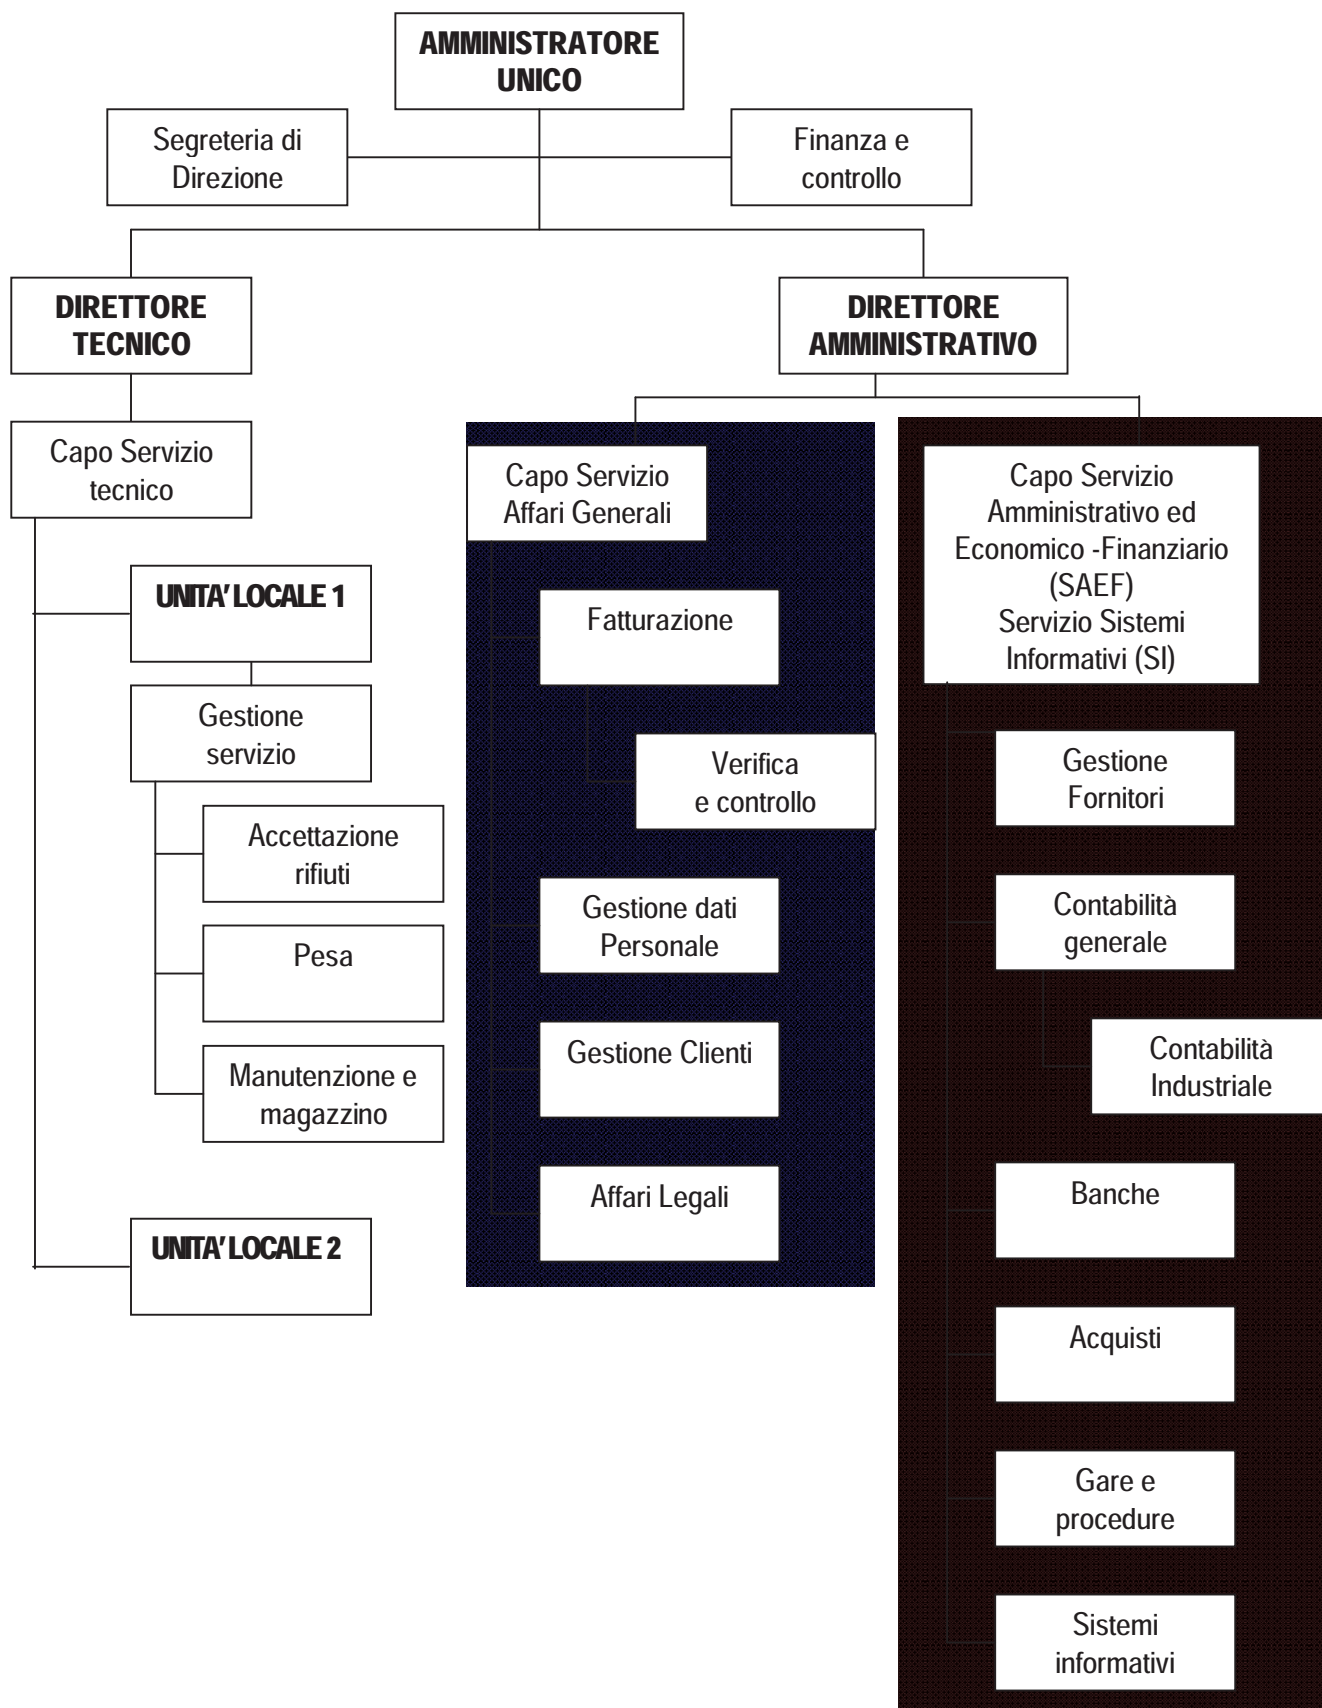 AMMINISTRATORE
UNICO
Segreteria di
Direzione
Finanza e
controllo
DIRETTORE
TECNICO
DIRETTORE
AMMINISTRATIVO
Capo Servizio
tecnico
UNITA' LOCALE 1
Gestione
servizio
Accettazione
rifiuti
Pesa
Manutenzione e
magazzino
UNITA' LOCALE 2
Capo Servizio
Affari Generali
Fatturazione
Verifica
e controllo
Gestione dati
Personale
Gestione Clienti
Affari Legali
Capo Servizio
Amministrativo ed
Economico -Finanziario
(SAEF)
Servizio Sistemi
Informativi (SI)
Gestione
Fornitori
Contabilità
generale
Contabilità
Industriale
Banche
Acquisti
Gare e
procedure
Sistemi
informativi